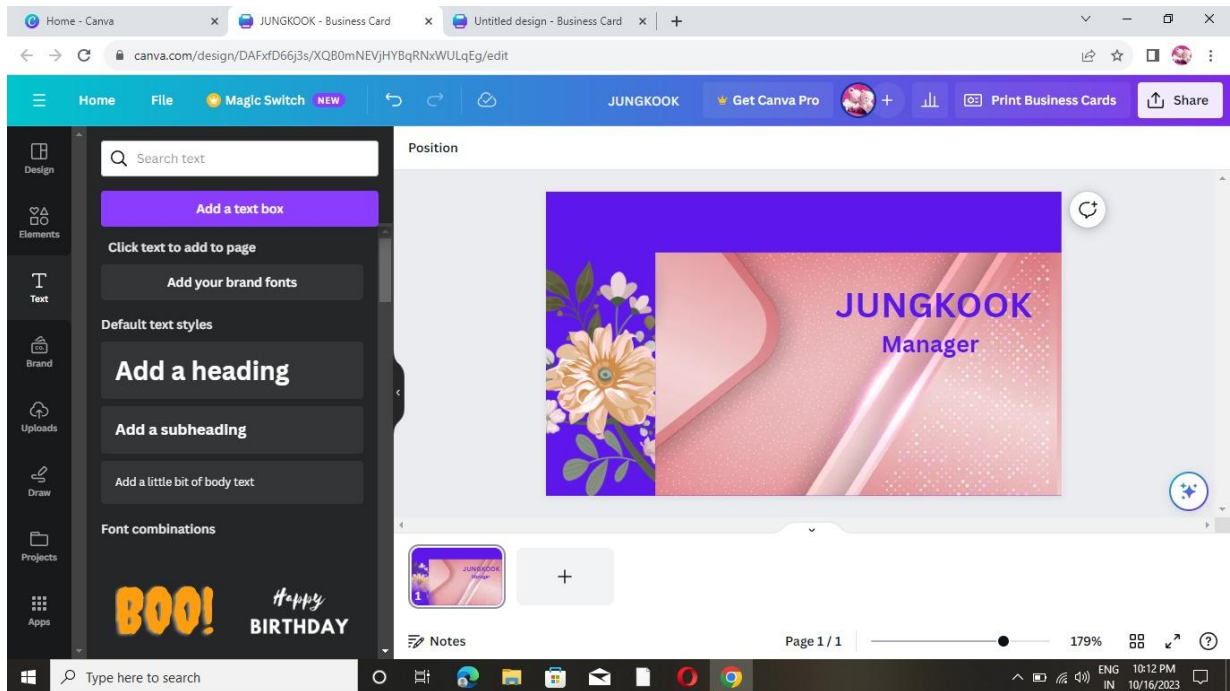 Home - Canva
JUNGKOOK - Business Card
Untitled design - Business Card
canva.com/design/DAFxfD66j3s/XQB0mNEVjHYBqRNxWULqEg/edit
Home File Magic Switch NEW JUNGKOOK Get Canva Pro Print Business Cards Share
Design
Elements
Text
Brand
Uploads
Draw
Projects
Apps
Search text
Add a text box
Click text to add to page
Add your brand fonts
Default text styles
Add a heading
Add a subheading
Add a little bit of body text
Font combinations
BOO!
Happy
BIRTHDAY
Position
JUNGKOOK
Manager
JUNGKOOK
Manager
1
Notes Page 1 / 1 179%
Type here to search
ENG
IN
10:12 PM
10/16/2023